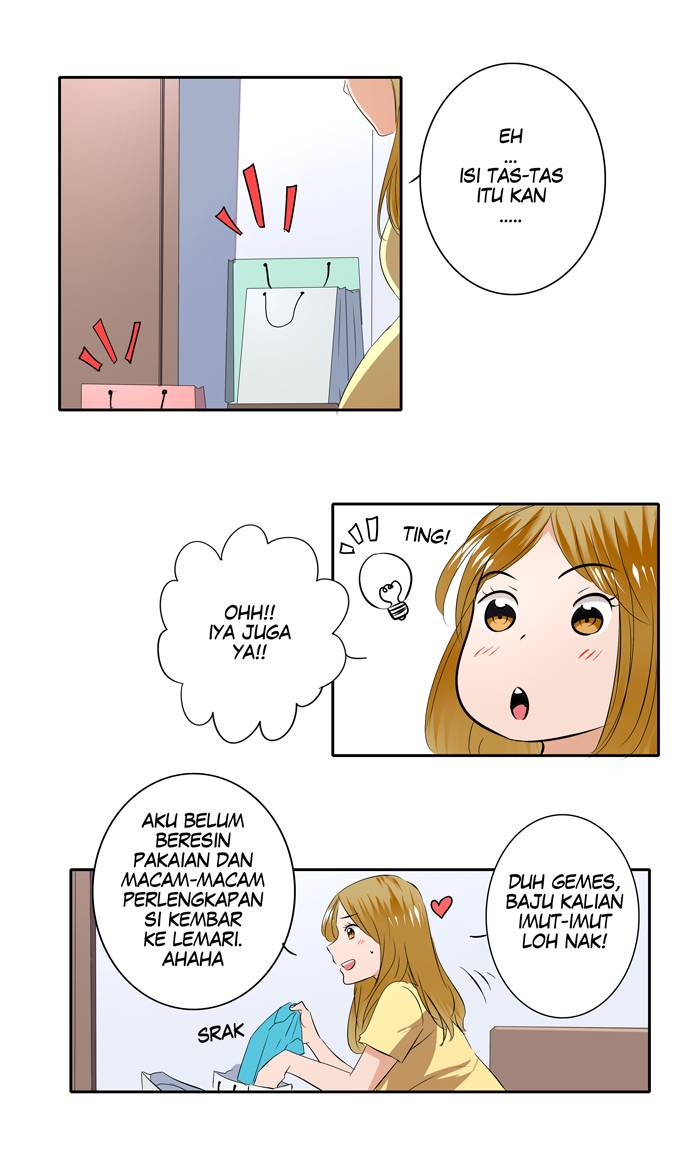 EH
...
ISI TAS-TAS
ITU KAN
.....
TING!
OHH!!
IYA JUGA
YA!!
AKU BELUM
BERESIN
PAKAIAN DAN
MACAM-MACAM
PERLENGKAPAN
SI KEMBAR
KE LEMARI.
AHAHA
DUH GEMES,
BAJU KALIAN
IMUT-IMUT
LOH NAK!
SRAK